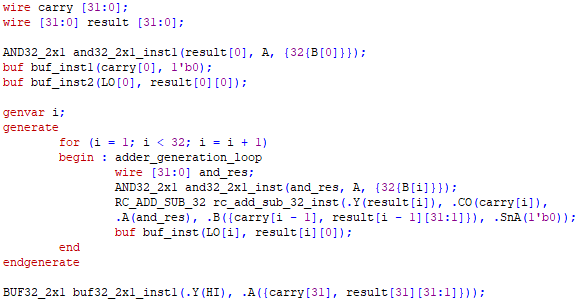 wire carry [31:0];
wire [31:0] result [31:0];
AND32_2x1 and32_2x1_inst1(result[0], A, {32{B[0]}});
buf buf_inst1(carry[0], 1'b0);
buf buf_inst2(LO[0], result[0][0]);
genvar i;
generate
for (i = 1; i < 32; i = i + 1)
begin : adder_generation_loop
wire [31:0] and_res;
AND32_2x1 and32_2x1_inst(and_res, A, {32{B[i]}});
RC_ADD_SUB_32 rc_add_sub_32_inst(.Y(result[i]), .CO(carry[i]),
.A(and_res), .B({carry[i - 1], result[i - 1][31:1]}), .SnA(1'b0));
buf buf_inst(LO[i], result[i][0]);
end
endgenerate
BUF32_2x1 buf32_2x1_inst1(.Y(HI), .A({carry[31], result[31][31:1]}));